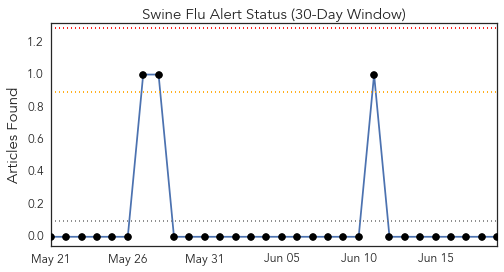 Swine Flu Alert Status (30-Day Window)
Articles Found
1.2
1.0
0.8
0.6
0.4
0.2
0.0
May 21 May 26 May 31 Jun 05 Jun 10 Jun 15